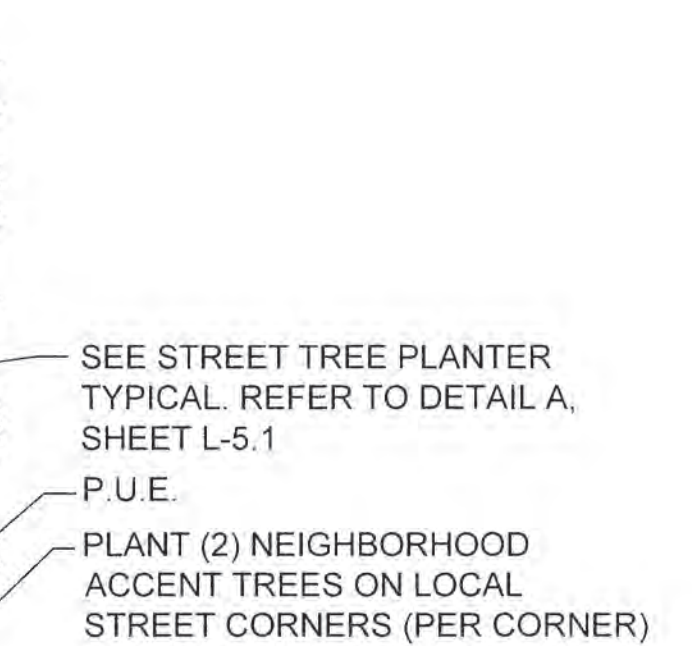 SEE STREET TREE PLANTER
TYPICAL. REFER TO DETAIL A,
SHEET L-5.1
P.U.E.
PLANT (2) NEIGHBORHOOD
ACCENT TREES ON LOCAL
STREET CORNERS (PER CORNER)